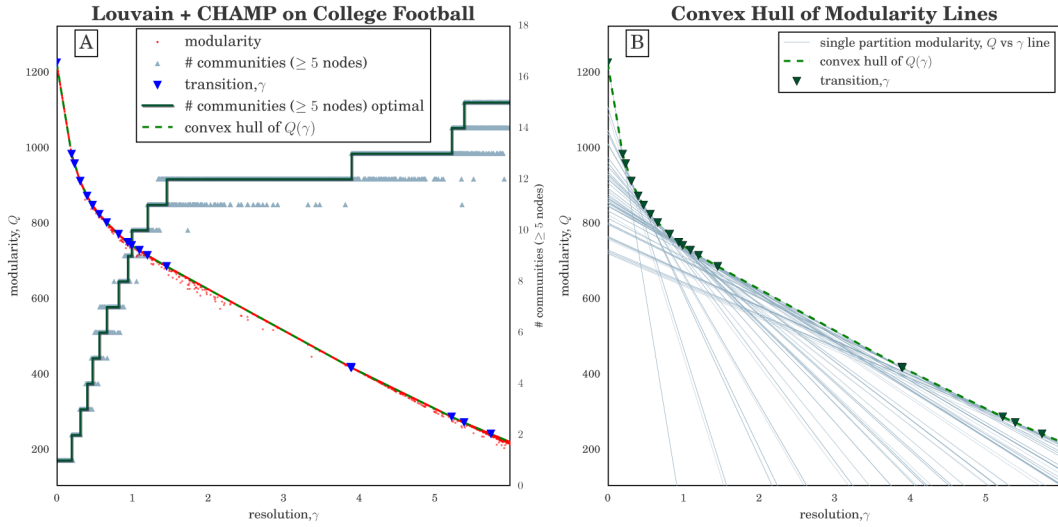 Louvain + CHAMP on College Football
A
modularity
# communities (≥ 5 nodes)
transition,γ
# communities (≥ 5 nodes) optimal
convex hull of Q(γ)
modularity, Q
1200
1000
800
600
400
200
0
1
2
3
4
5
resolution,γ
18
16
14
12
10
8
6
4
2
0
# communities (≥ 5 nodes)
Convex Hull of Modularity Lines
B
single partition modularity, Q vs γ line
convex hull of Q(γ)
transition,γ
modularity, Q
1200
1000
800
600
400
200
0
1
2
3
4
5
resolution,γ